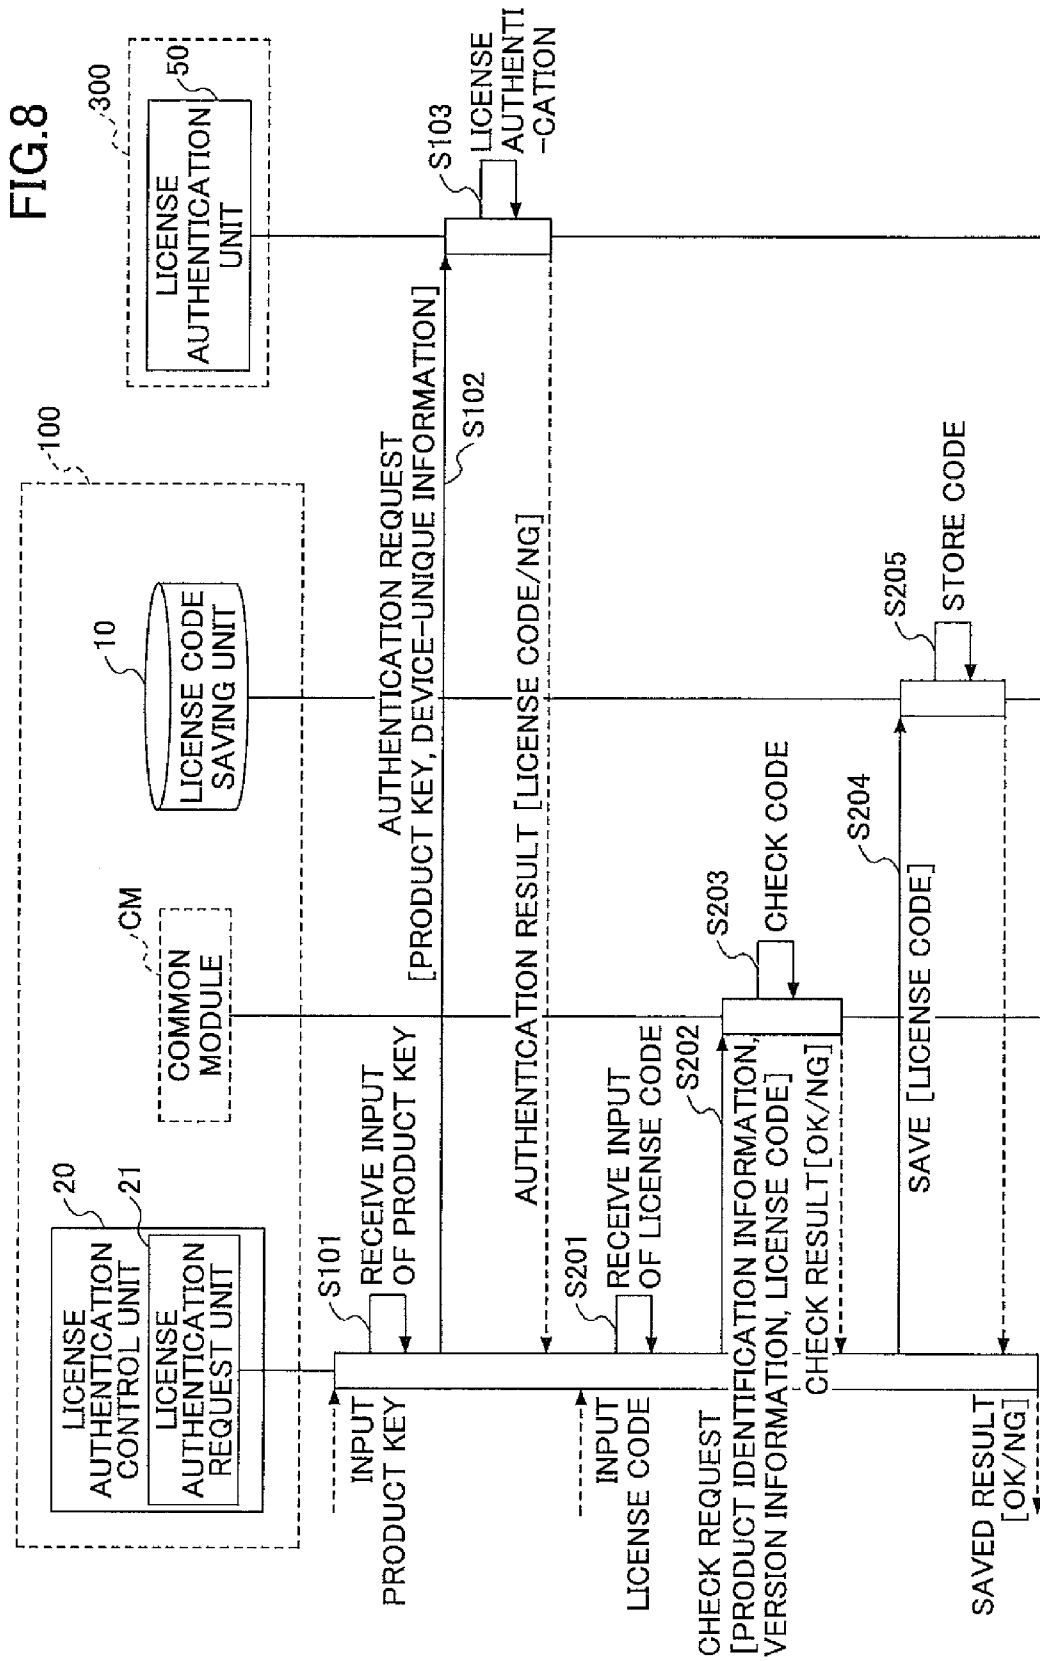 FIG.8
100
300
20
21
LICENSE
AUTHENTICATION
CONTROL UNIT
LICENSE
AUTHENTICATION
REQUEST UNIT
CM
COMMON
MODULE
10
LICENSE CODE
SAVING UNIT
50
LICENSE
AUTHENTICATION
UNIT
INPUT
PRODUCT KEY
S101
RECEIVE INPUT
OF PRODUCT KEY
AUTHENTICATION REQUEST
[PRODUCT KEY, DEVICE-UNIQUE INFORMATION]
S102
S103
LICENSE
AUTHENTI
-CATION
AUTHENTICATION RESULT [LICENSE CODE/NG]
INPUT
LICENSE CODE
S201
RECEIVE INPUT
OF LICENSE CODE
CHECK REQUEST
[PRODUCT IDENTIFICATION INFORMATION,
VERSION INFORMATION, LICENSE CODE]
S202
S203
CHECK CODE
CHECK RESULT[OK/NG]
S204
SAVE [LICENSE CODE]
S205
STORE CODE
SAVED RESULT
[OK/NG]